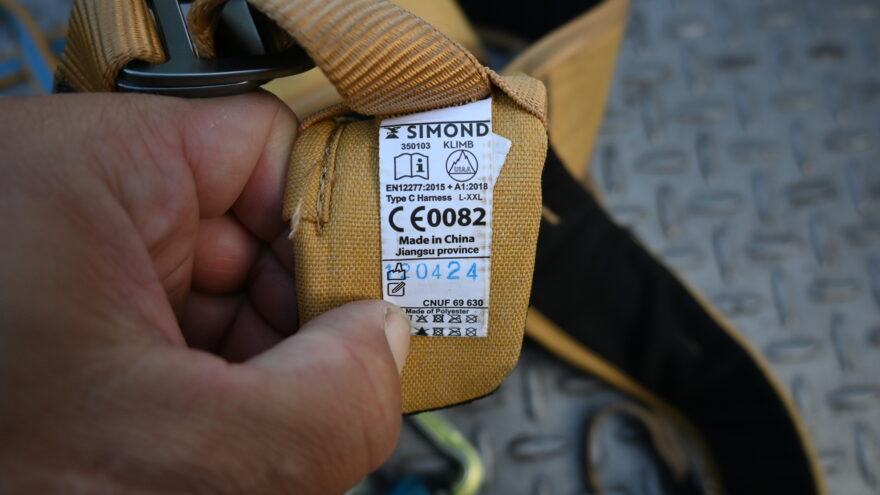 SIMOND
350103 KLIMB
UIAA
EN12277:2015 + A1:2018
Type C Harness L-XXL
CE0082
Made in China
Jiangsu province
120424
CNUF 69 630
Made of Polyester